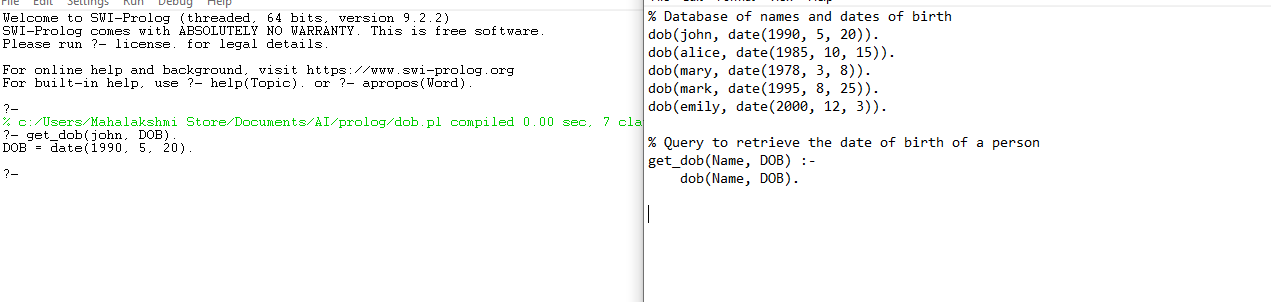 File Edit Settings Run Debug Help
Welcome to SWI-Prolog (threaded, 64 bits, version 9.2.2)
SWI-Prolog comes with ABSOLUTELY NO WARRANTY. This is free software.
Please run ?- license. for legal details.
For online help and background, visit https://www.swi-prolog.org
For built-in help, use ?- help(Topic). or ?- apropos(Word).
?-
% c:/Users/Mahalakshmi Store/Documents/AI/prolog/dob.pl compiled 0.00 sec, 7 cla
?- get_dob(john, DOB).
DOB = date(1990, 5, 20).
?-
% Database of names and dates of birth
dob(john, date(1990, 5, 20)).
dob(alice, date(1985, 10, 15)).
dob(mary, date(1978, 3, 8)).
dob(mark, date(1995, 8, 25)).
dob(emily, date(2000, 12, 3)).
% Query to retrieve the date of birth of a person
get_dob(Name, DOB) :-
    dob(Name, DOB).